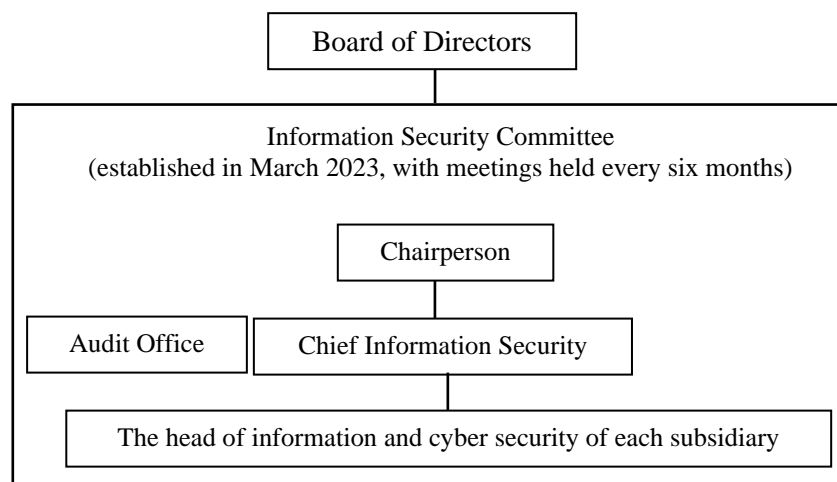 Board of Directors
Information Security Committee
(established in March 2023, with meetings held every six months)
Chairperson
Audit Office
Chief Information Security
The head of information and cyber security of each subsidiary